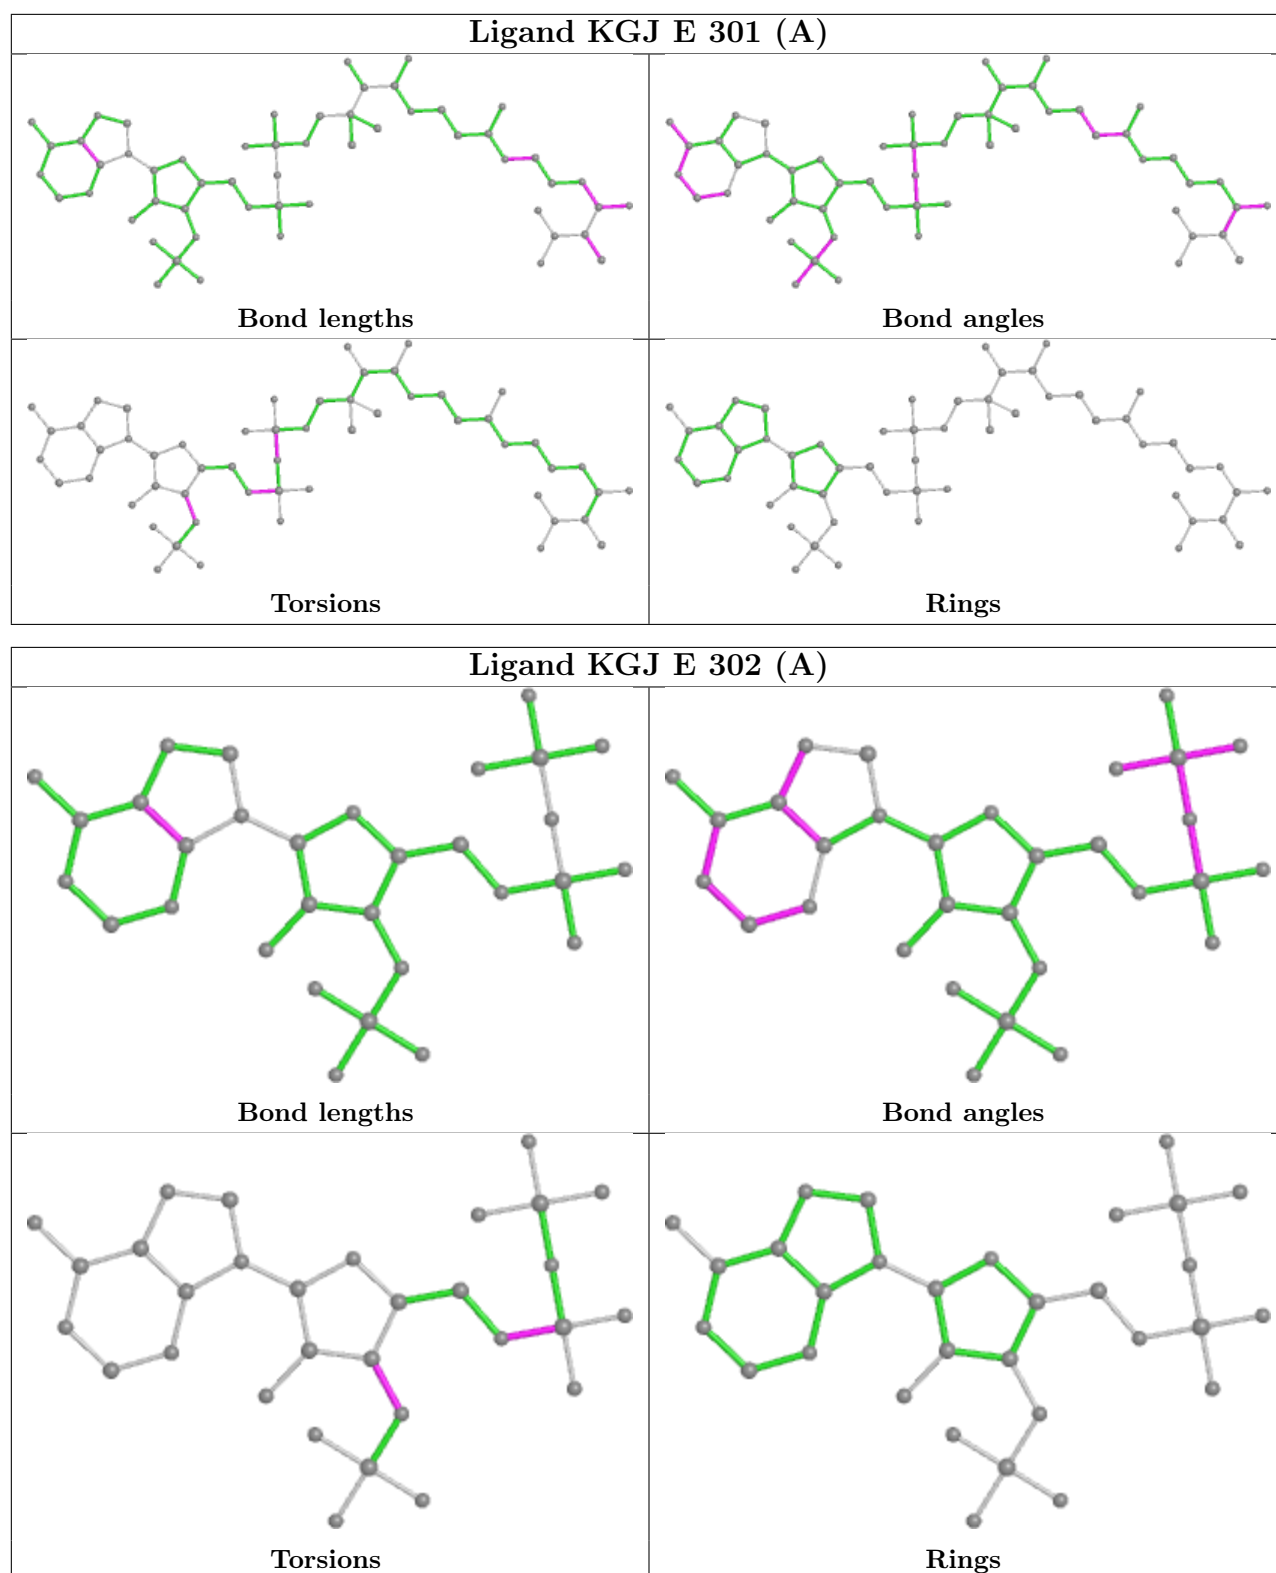 Ligand KGJ E 301 (A)
Bond lengths
Bond angles
Torsions
Rings
Ligand KGJ E 302 (A)
Bond lengths
Bond angles
Torsions
Rings